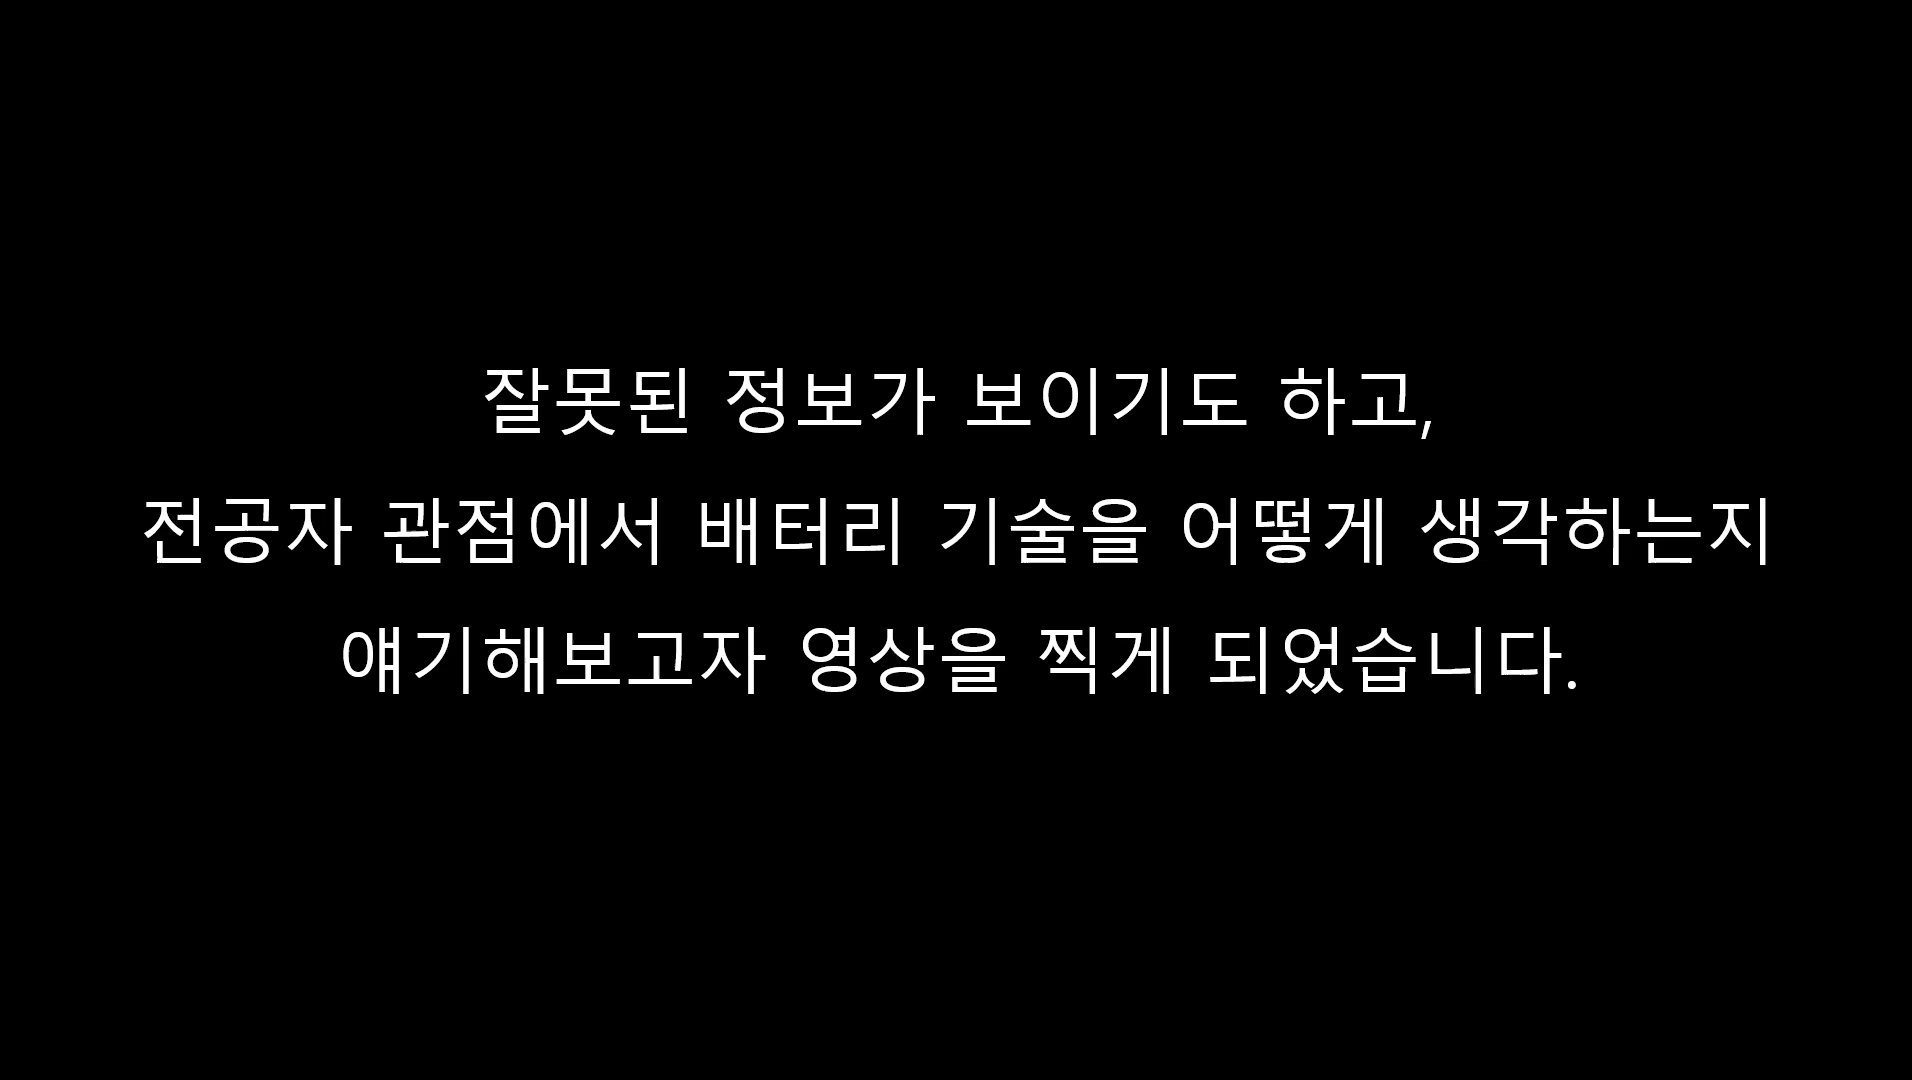 잘못된 정보가 보이기도 하고,
전공자 관점에서 배터리 기술을 어떻게 생각하는지
얘기해보고자 영상을 찍게 되었습니다.